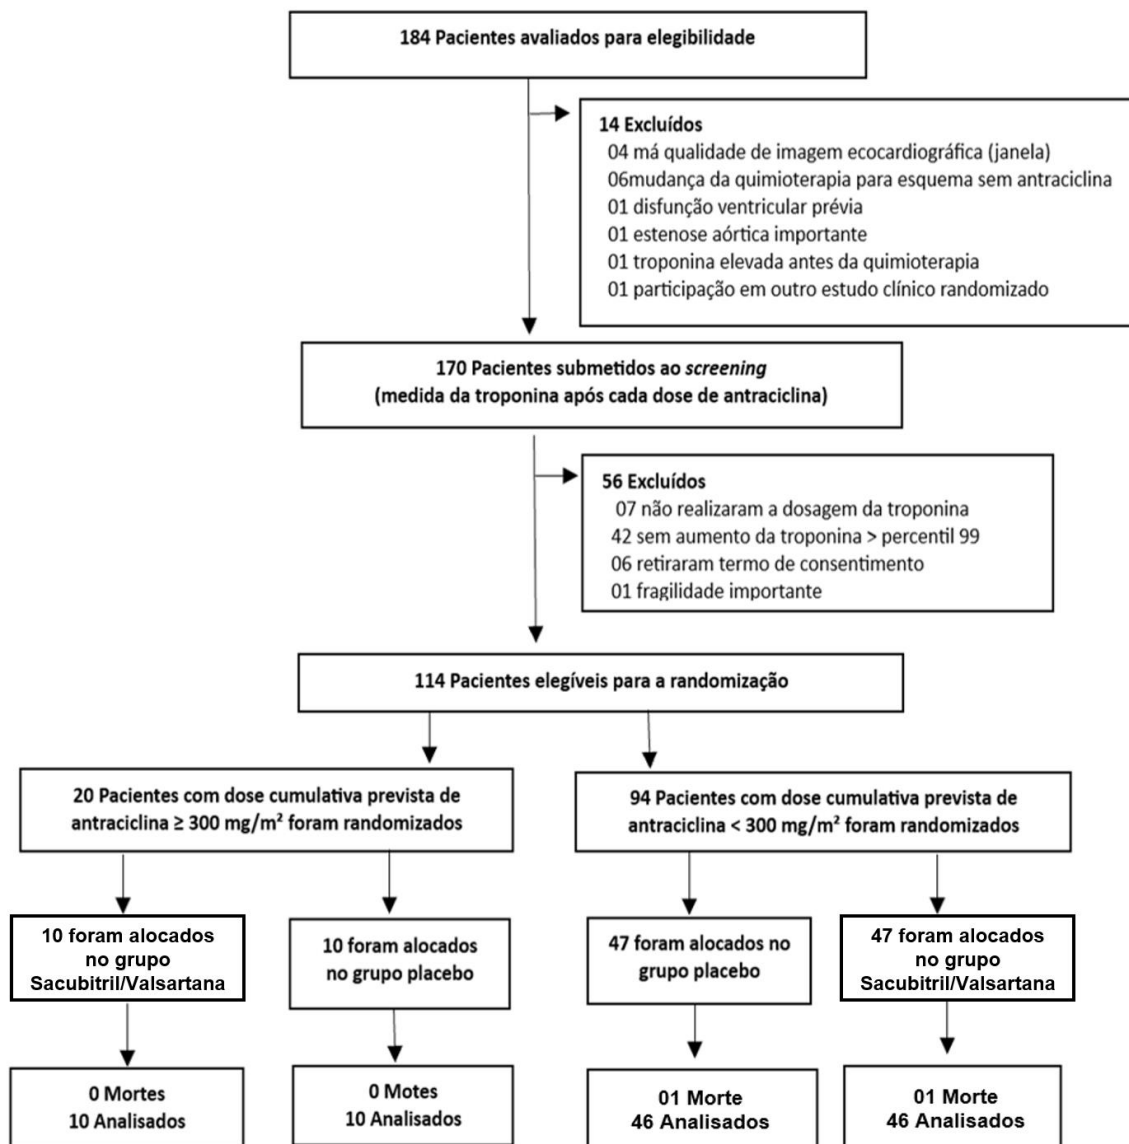 184 Pacientes avaliados para elegibilidade
14 Excluídos
04 má qualidade de imagem ecocardiográfica (janela)
06mudança da quimioterapia para esquema sem antraciclina
01 disfunção ventricular prévia
01 estenose aórtica importante
01 troponina elevada antes da quimioterapia
01 participação em outro estudo clínico randomizado
170 Pacientes submetidos ao screening
(medida da troponina após cada dose de antraciclina)
56 Excluídos
07 não realizaram a dosagem da troponina
42 sem aumento da troponina > percentil 99
06 retiraram termo de consentimento
01 fragilidade importante
114 Pacientes elegíveis para a randomização
20 Pacientes com dose cumulativa prevista de
antraciclina ≥ 300 mg/m² foram randomizados
94 Pacientes com dose cumulativa prevista de
antraciclina < 300 mg/m² foram randomizados
10 foram alocados
no grupo
Sacubitril/Valsartana
10 foram alocados
no grupo placebo
47 foram alocados no
grupo placebo
47 foram alocados
no grupo
Sacubitril/Valsartana
0 Mortes
10 Analisados
0 Motes
10 Analisados
01 Morte
46 Analisados
01 Morte
46 Analisados